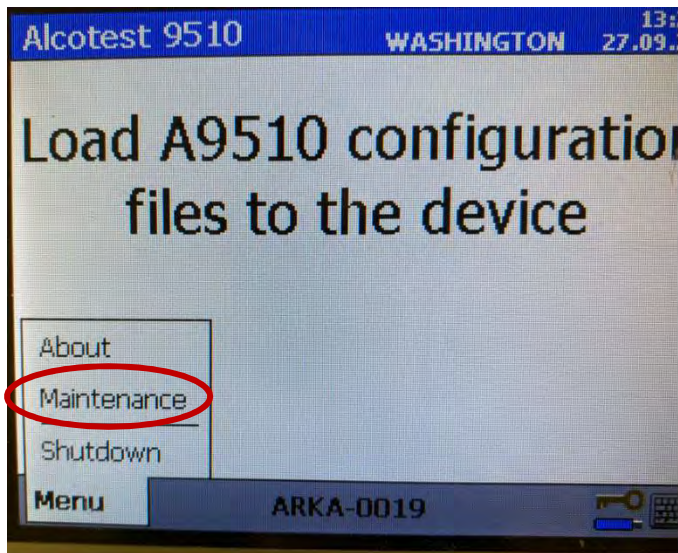 Alcotest 9510
WASHINGTON
13:
27.09.
Load A9510 configuration
files to the device
About
Maintenance
Shutdown
Menu
ARKA-0019